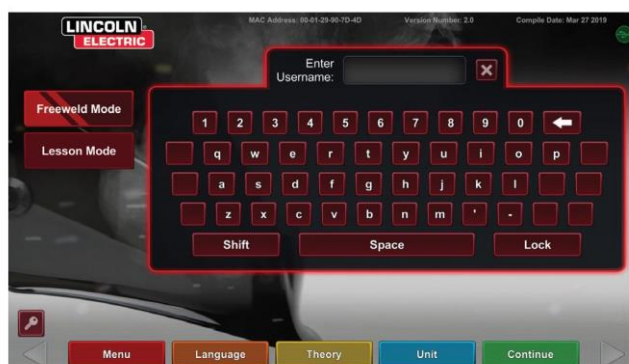 LINCOLN
ELECTRIC
MAC Address: 00-01-29-90-7D-4D Version Number: 2.0 Compile Date: Mar 27 2019
Enter
Username:
Freeweld Mode
Lesson Mode
1 2 3 4 5 6 7 8 9 0
q w e r t y u i o p
a s d f g h j k l
z x c v b n m ' -
Shift Space Lock
Menu Language Theory Unit Continue